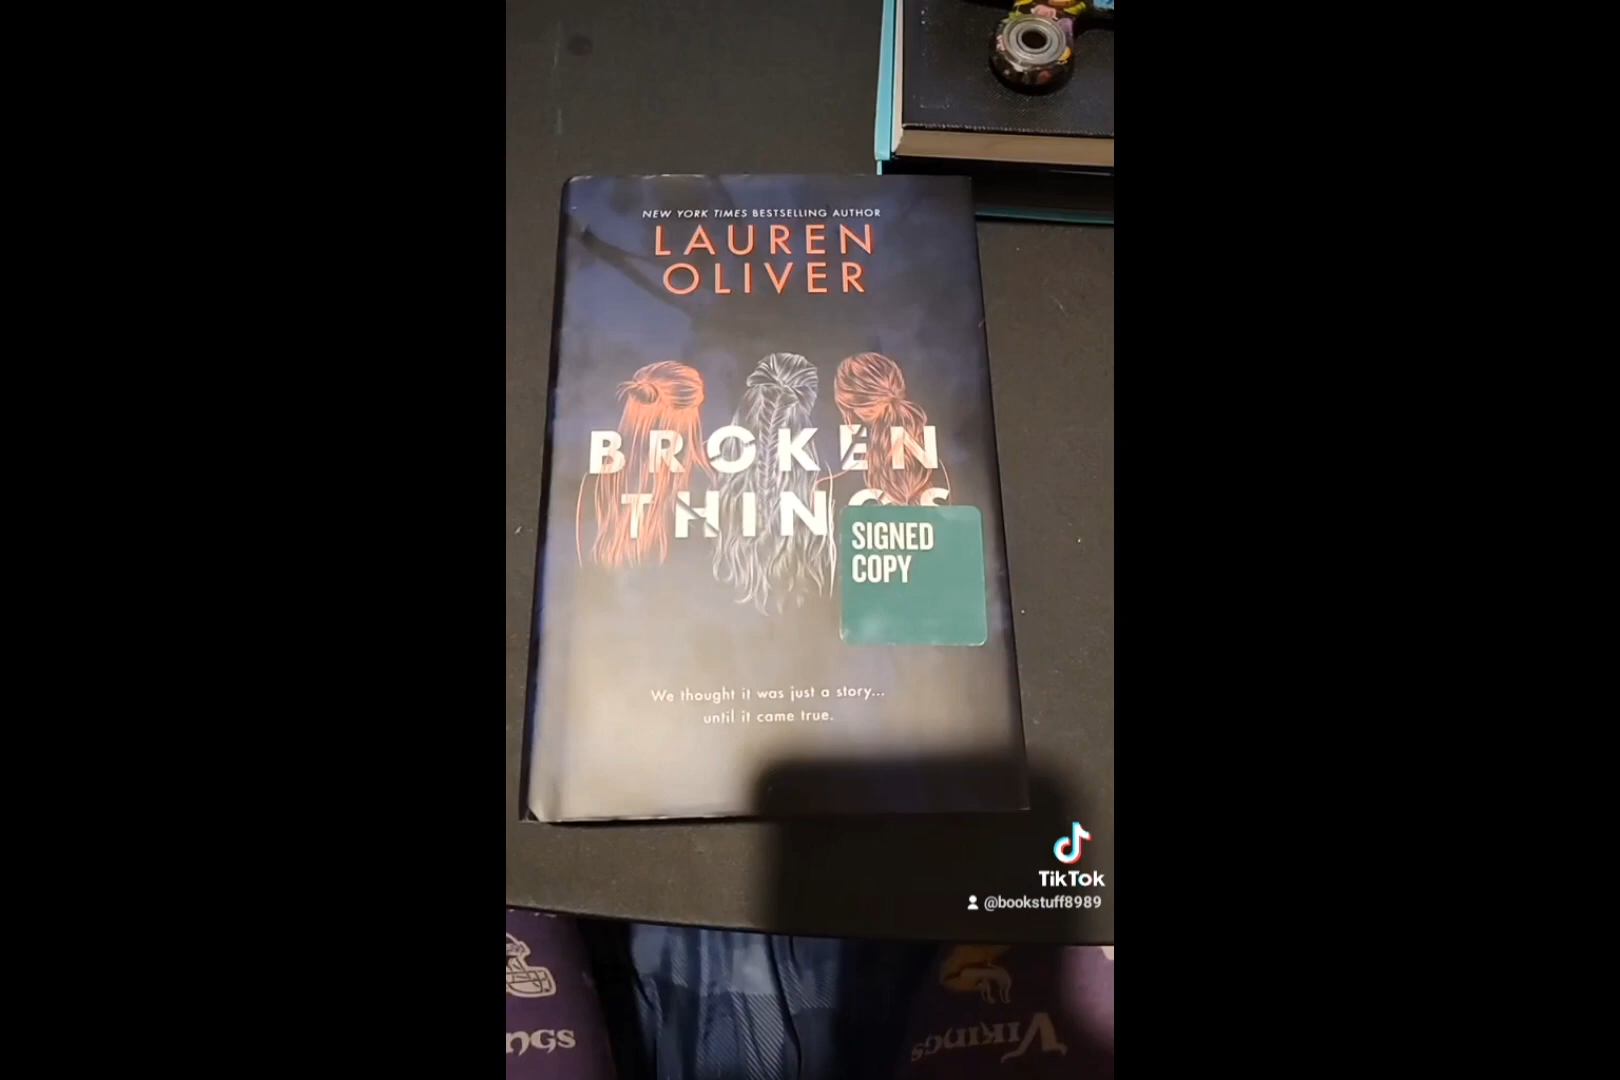 NEW YORK TIMES BESTSELLING AUTHOR
LAUREN
OLIVER
BROKEN
THINGS
SIGNED
COPY
We thought it was just a story...
until it came true.
TikTok
@bookstuff8989
VIKINGS